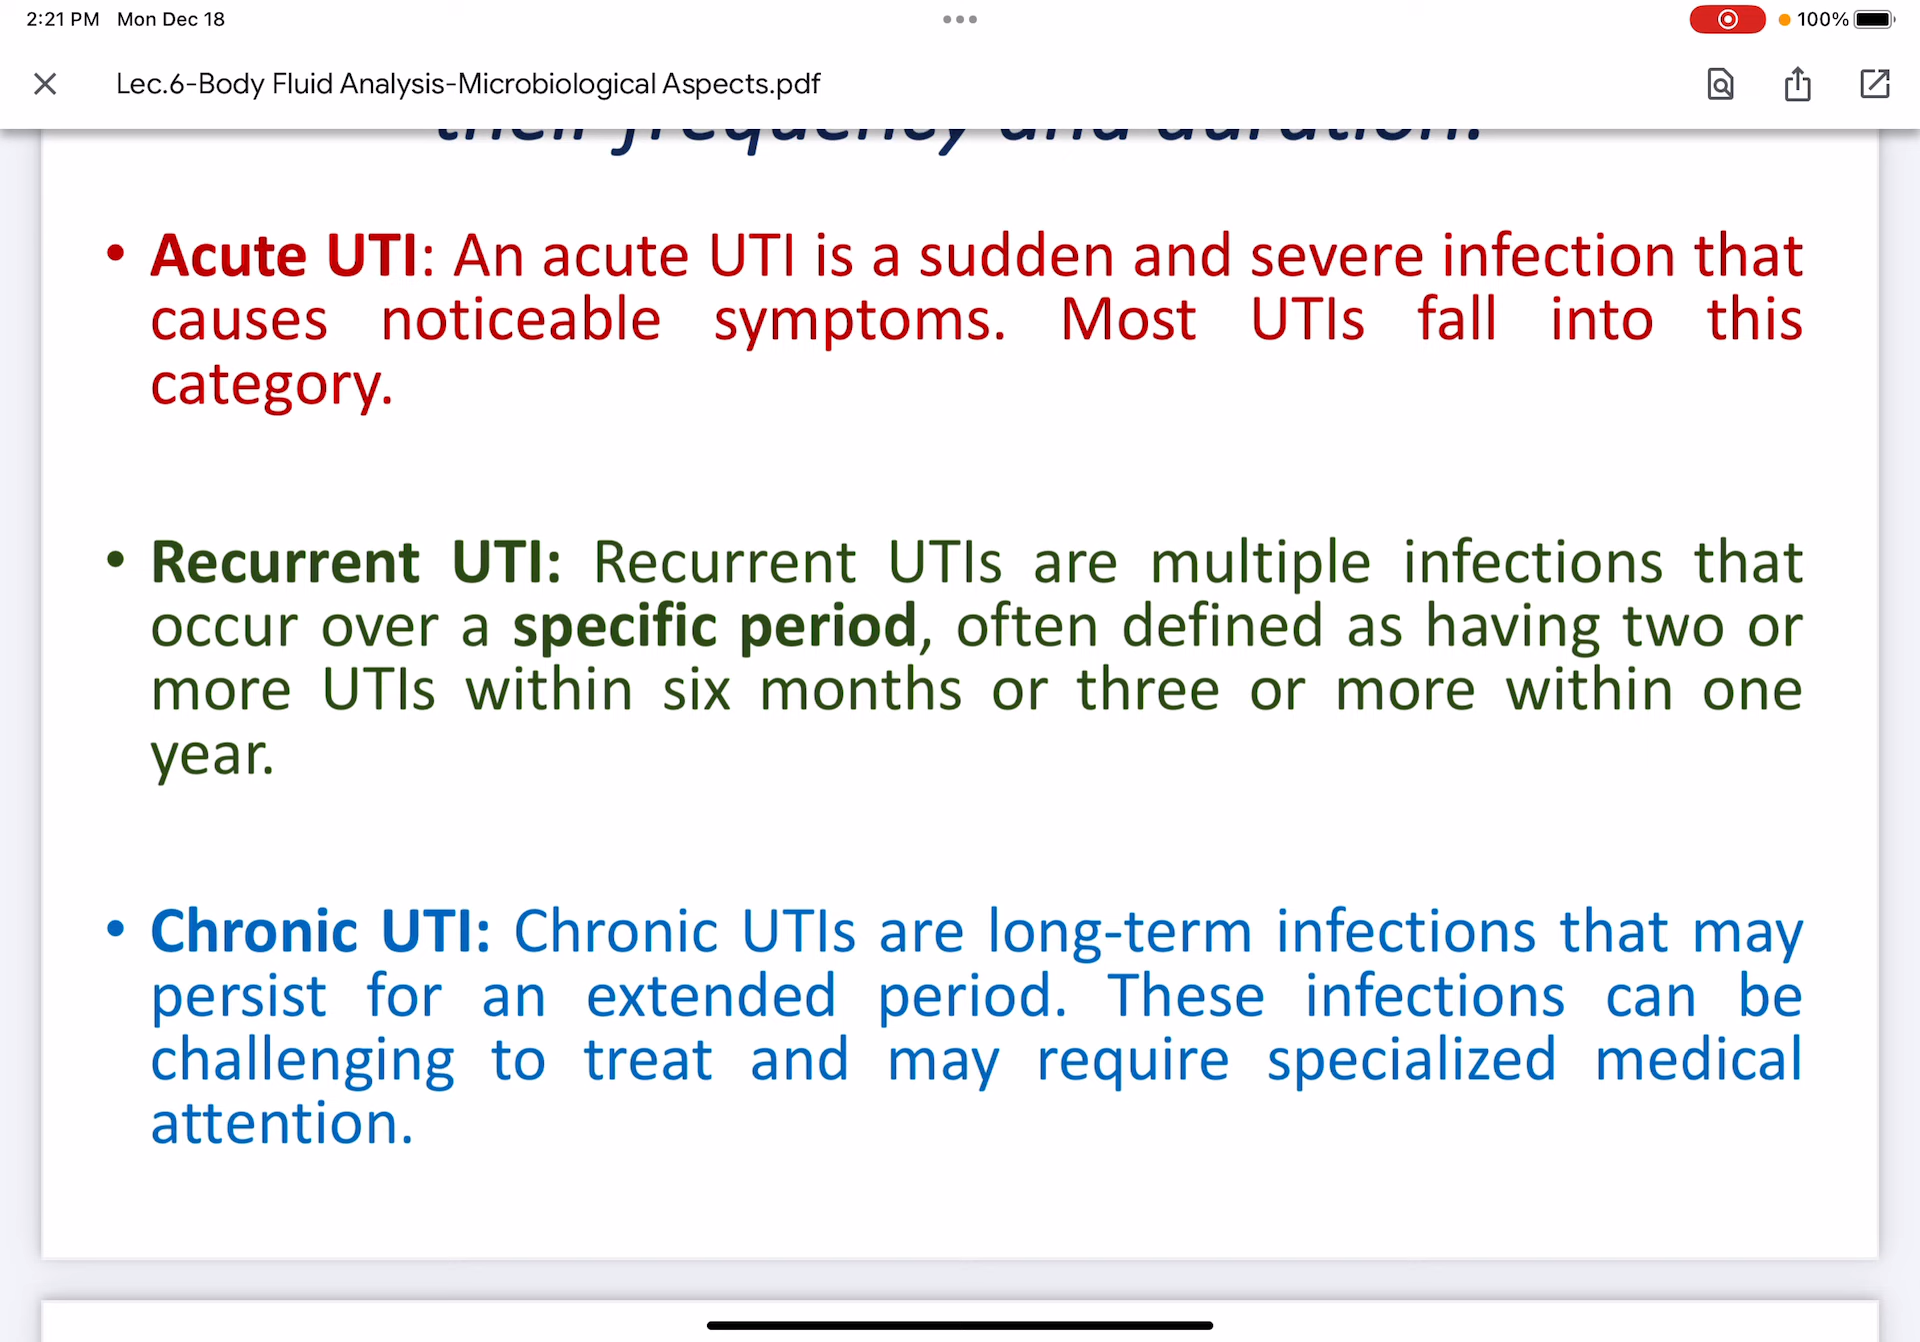 2:21 PM Mon Dec 18
100%
Lec.6-Body Fluid Analysis-Microbiological Aspects.pdf
their frequency and duration:
• Acute UTI: An acute UTI is a sudden and severe infection that
causes noticeable symptoms. Most UTIs fall into this
category.
• Recurrent UTI: Recurrent UTIs are multiple infections that
occur over a specific period, often defined as having two or
more UTIs within six months or three or more within one
year.
• Chronic UTI: Chronic UTIs are long-term infections that may
persist for an extended period. These infections can be
challenging to treat and may require specialized medical
attention.